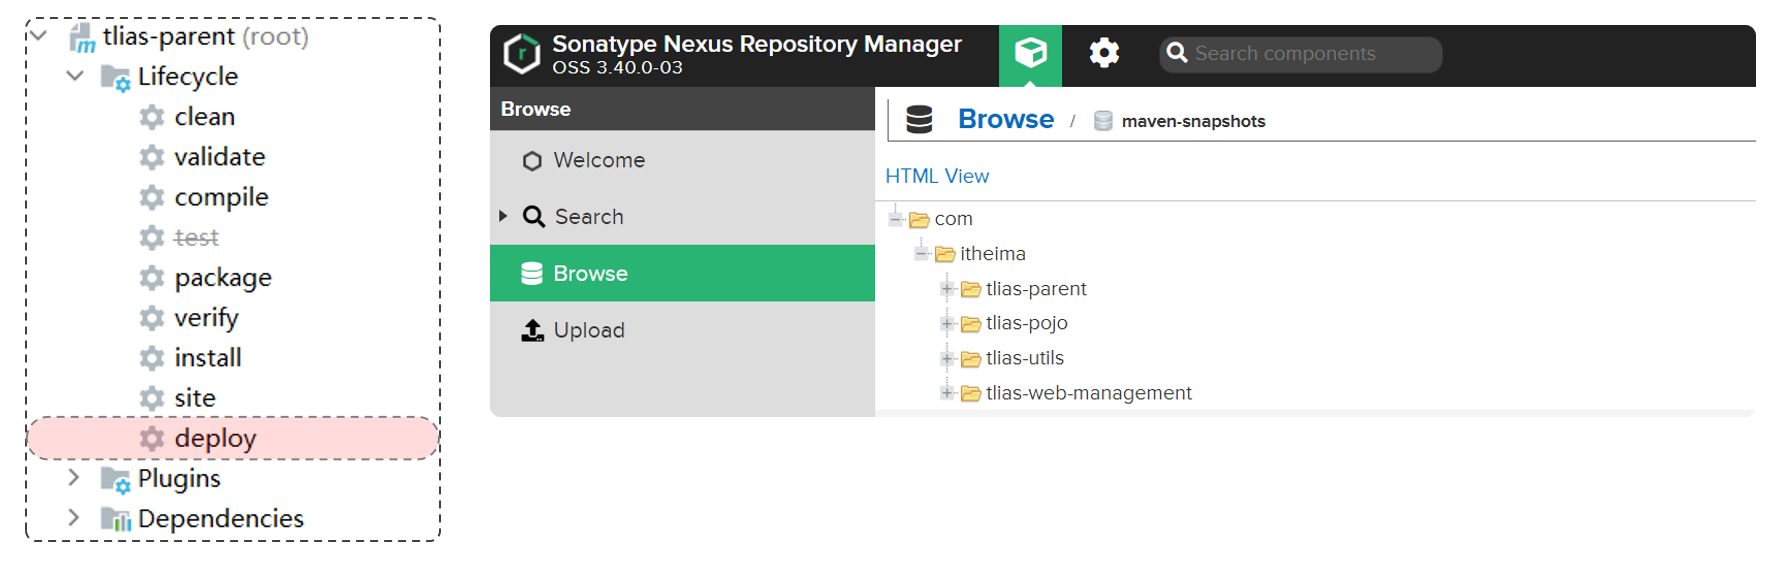 tlias-parent (root)
Lifecycle
clean
validate
compile
test
package
verify
install
site
deploy
Plugins
Dependencies
Sonatype Nexus Repository Manager
OSS 3.40.0-03
Search components
Browse
Welcome
Search
Browse
Upload
Browse / maven-snapshots
HTML View
com
itheima
tlias-parent
tlias-pojo
tlias-utils
tlias-web-management